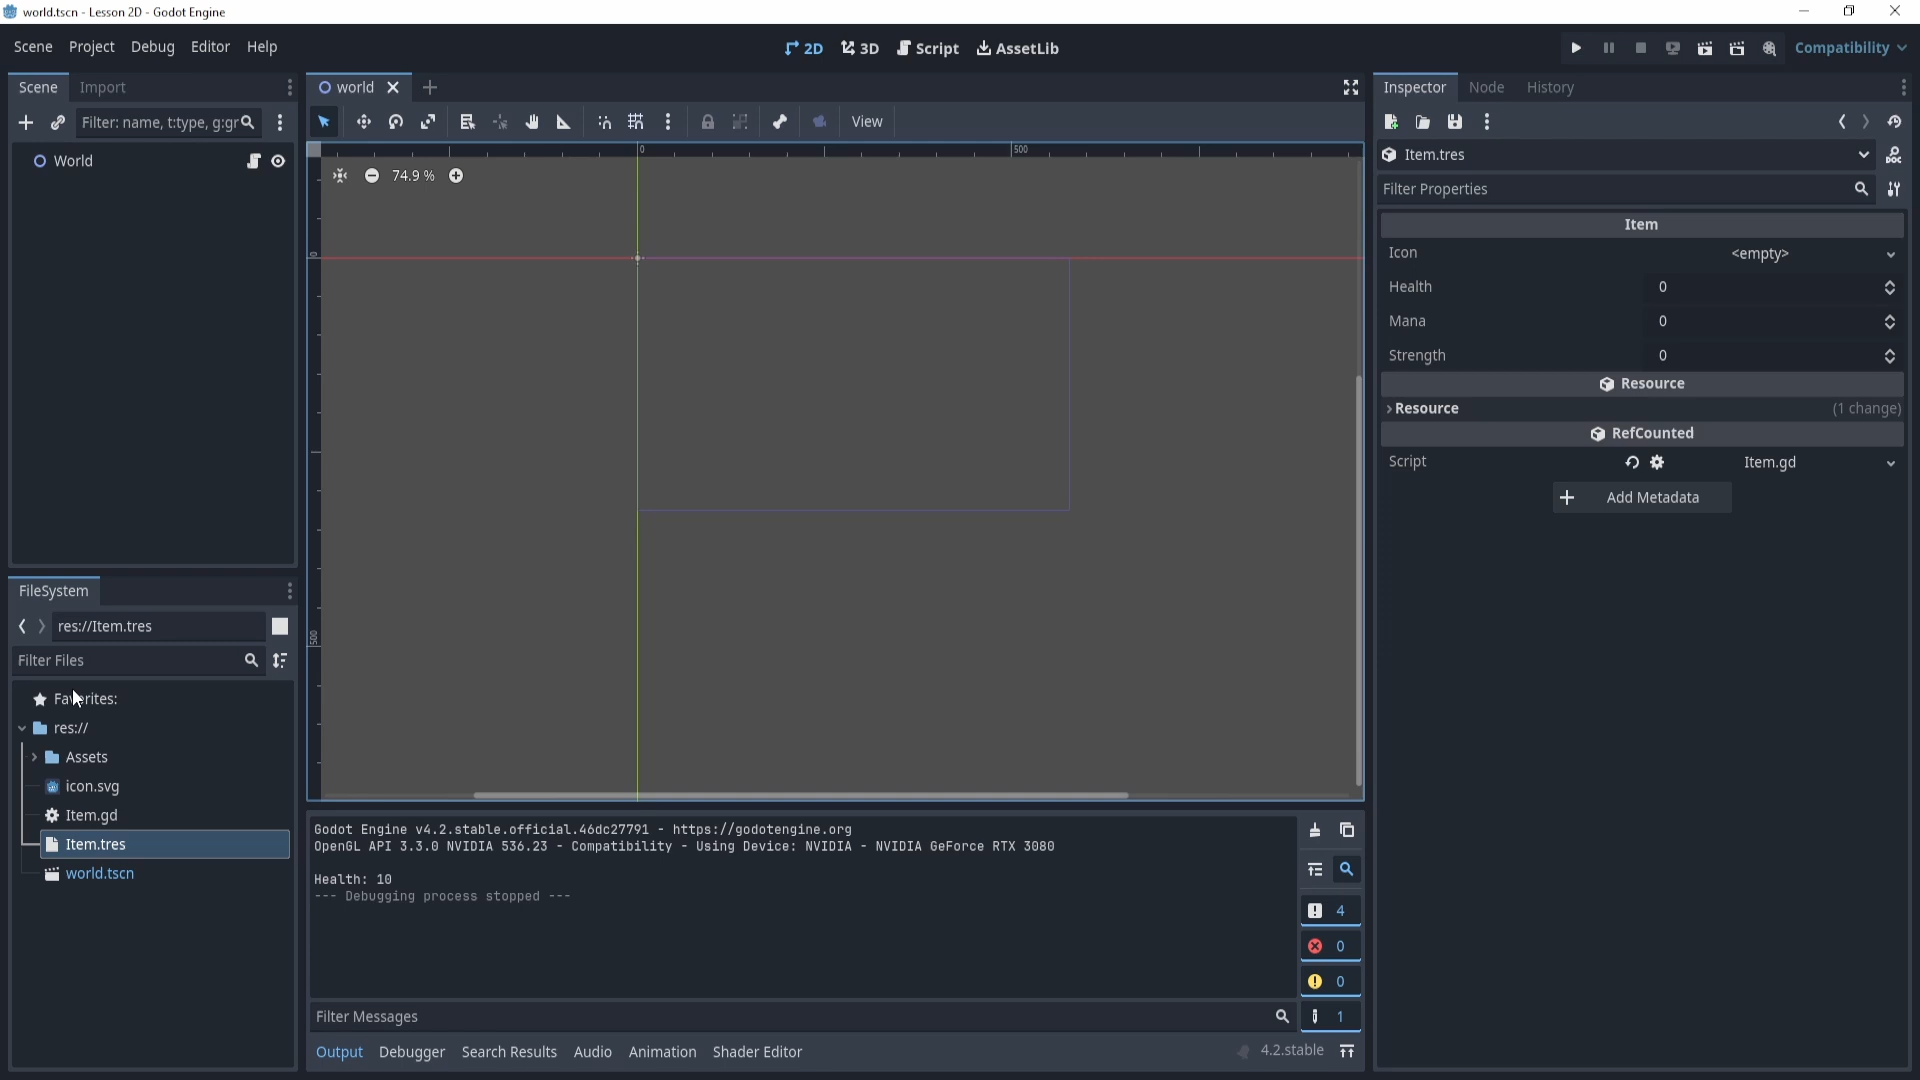 world.tscn - Lesson 2D - Godot Engine
Scene Project Debug Editor Help
2D 3D Script AssetLib
Compatibility
Scene Import
Filter: name, t:type, g:gr
World
world
View
74.9 %
0
500
0
500
FileSystem
res://Item.tres
Filter Files
Favorites:
res://
Assets
icon.svg
Item.gd
Item.tres
world.tscn
Godot Engine v4.2.stable.official.46dc27791 - https://godotengine.org
OpenGL API 3.3.0 NVIDIA 536.23 - Compatibility - Using Device: NVIDIA - NVIDIA GeForce RTX 3080
Health: 10
--- Debugging process stopped ---
4
0
0
1
Filter Messages
Output Debugger Search Results Audio Animation Shader Editor
4.2.stable
Inspector Node History
Item.tres
DOC
Filter Properties
Item
Icon <empty>
Health 0
Mana 0
Strength 0
Resource
Resource (1 change)
RefCounted
Script Item.gd
Add Metadata